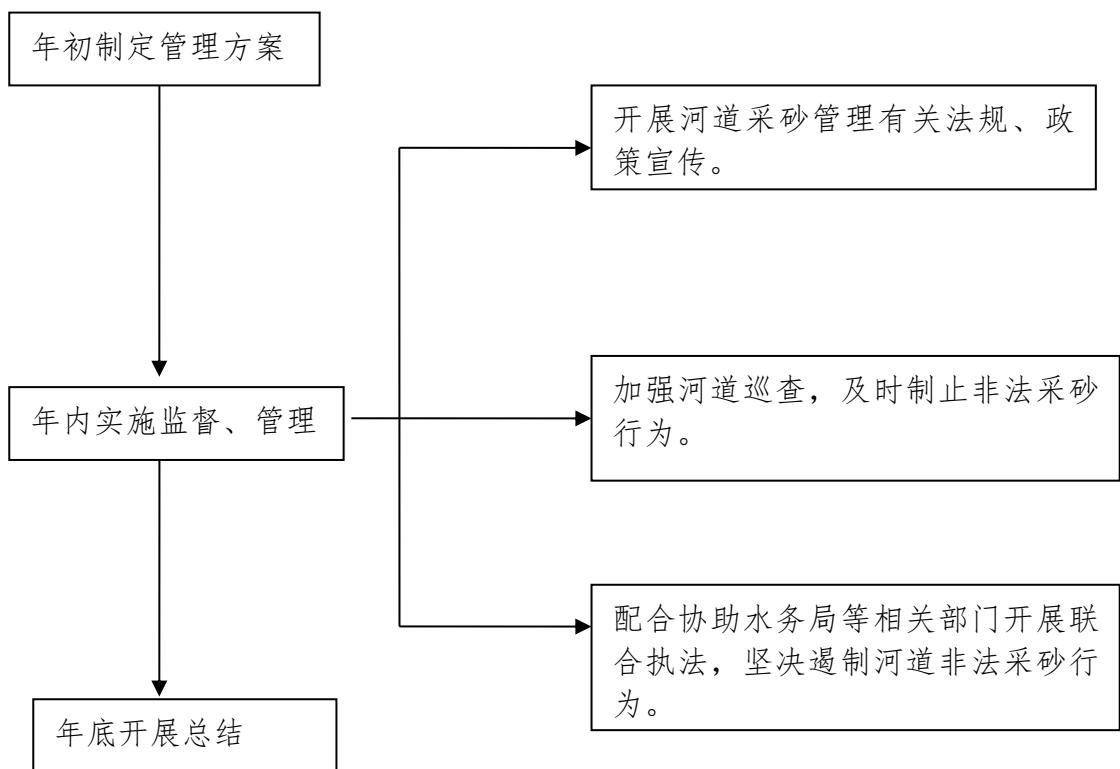 年初制定管理方案
开展河道采砂管理有关法规、政
策宣传。
年内实施监督、管理
加强河道巡查，及时制止非法采砂
行为。
配合协助水务局等相关部门开展联
合执法，坚决遏制河道非法采砂行
为。
年底开展总结